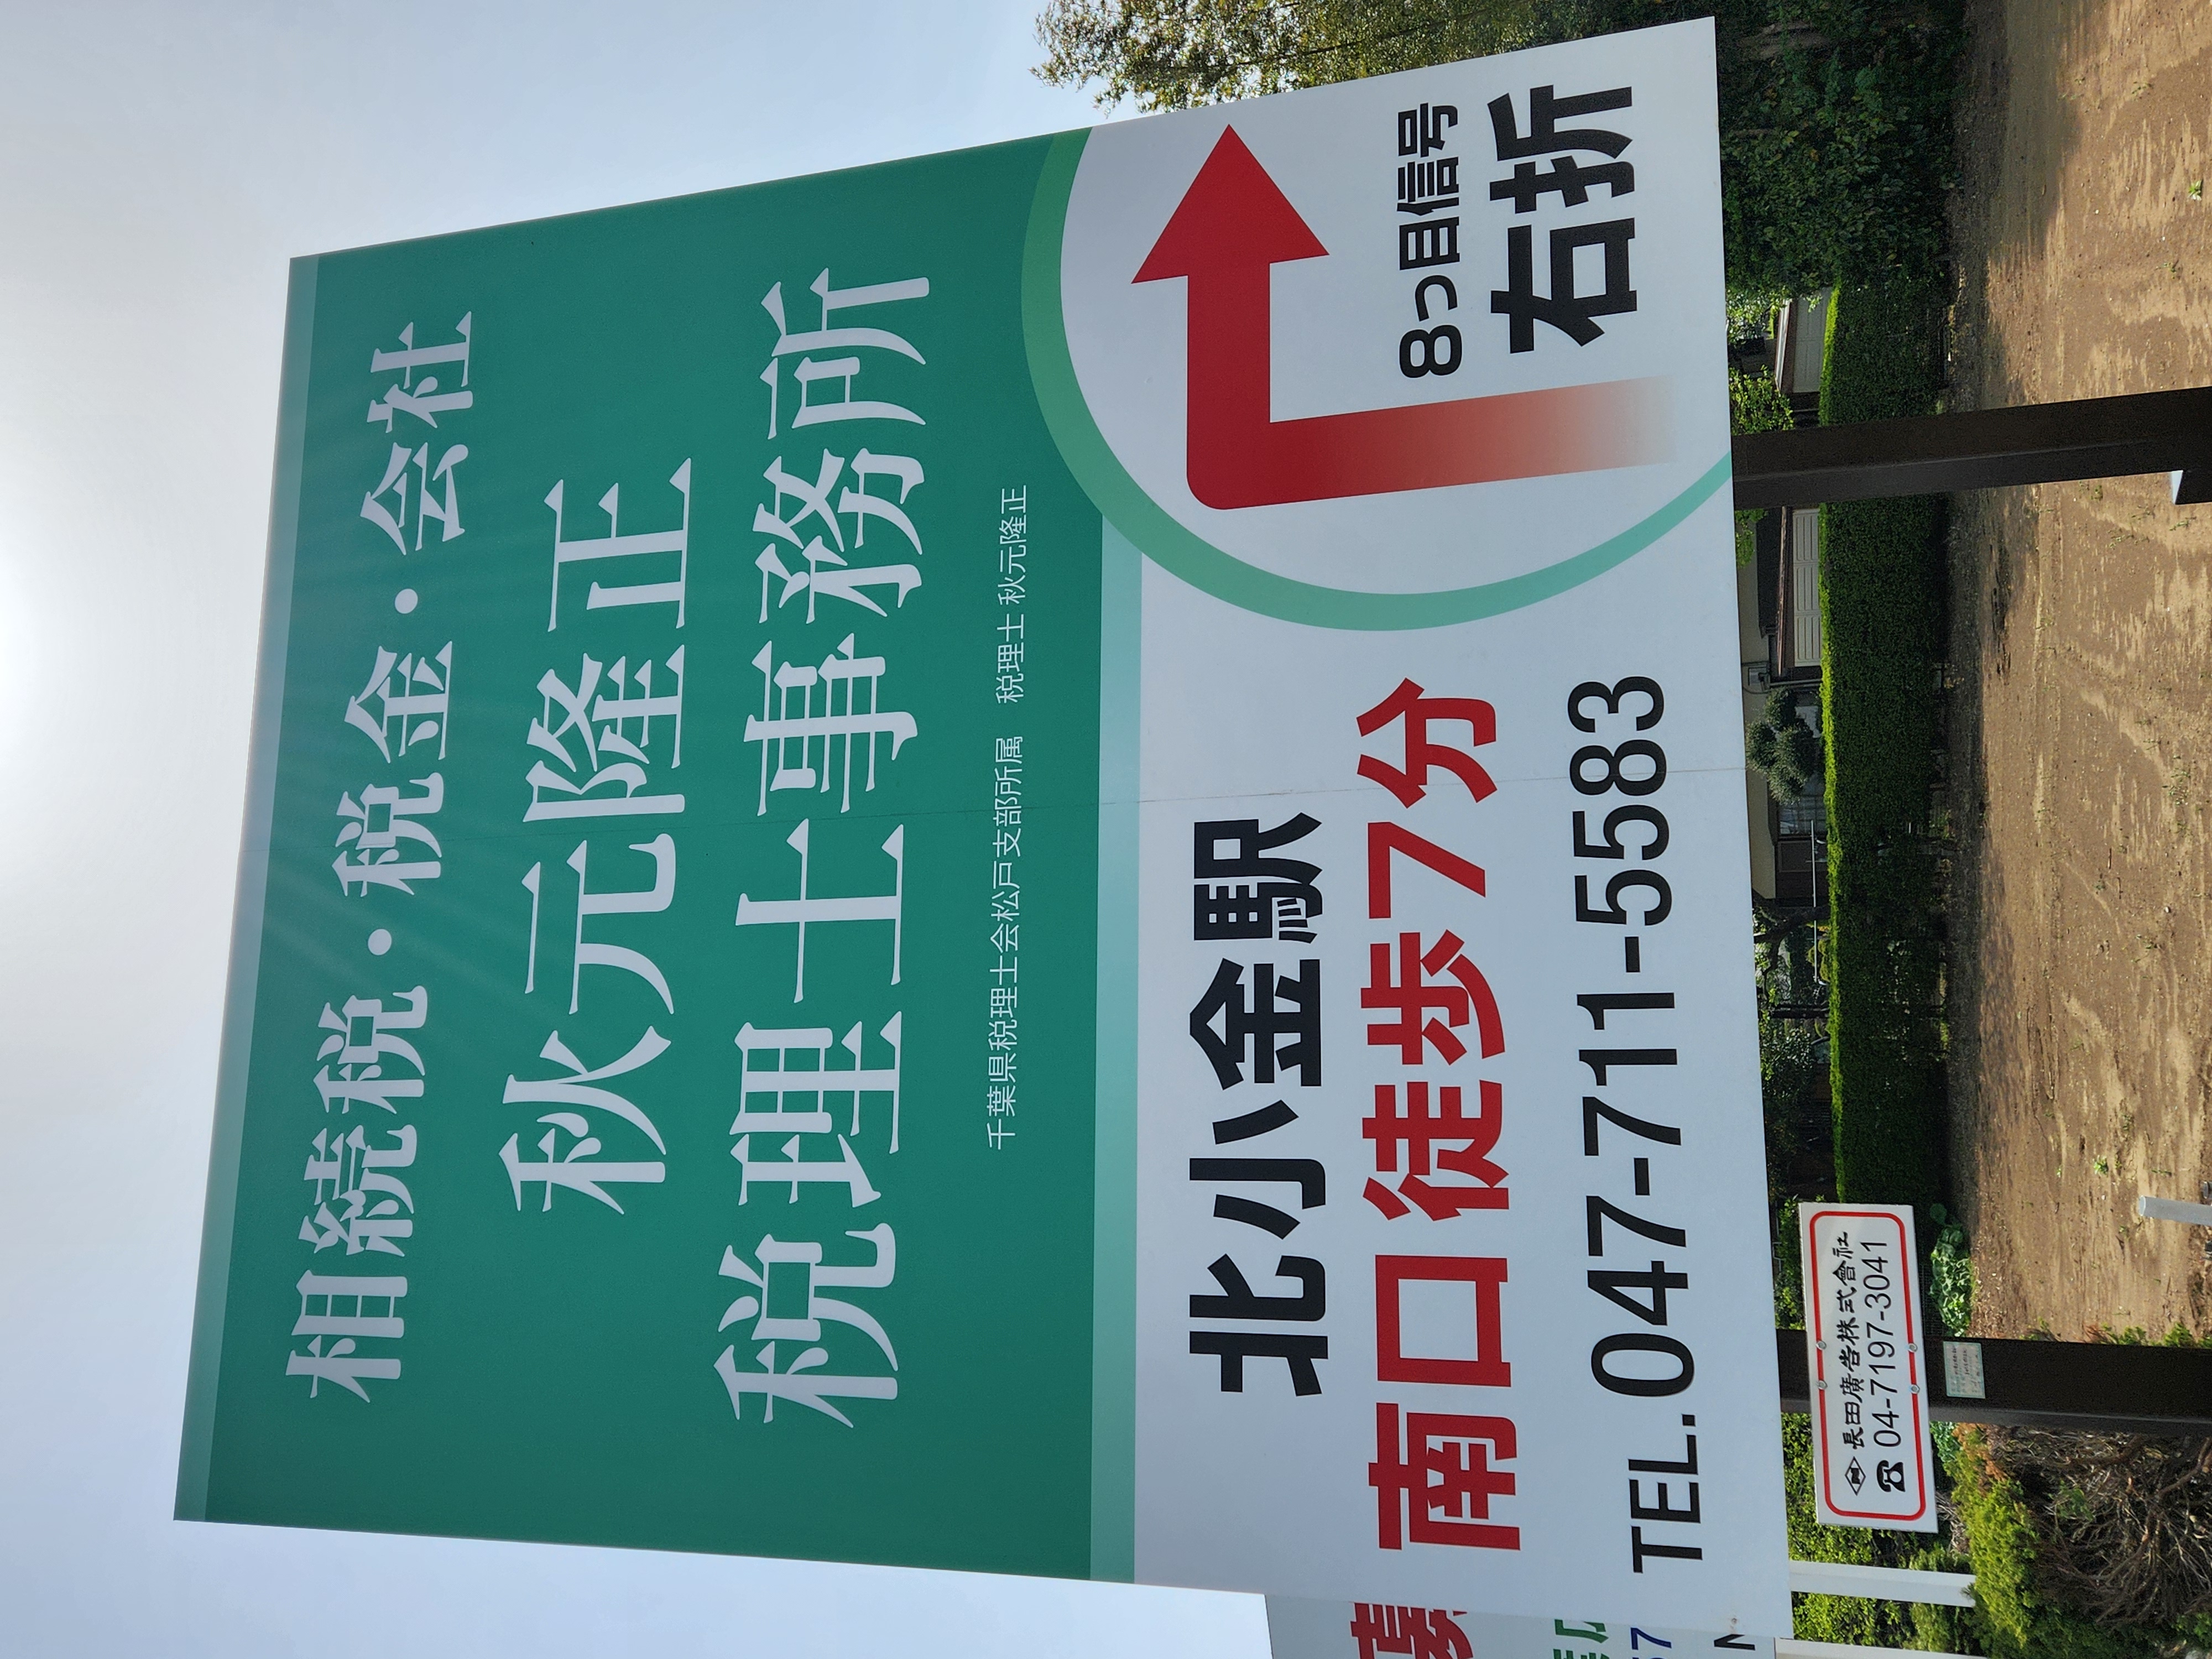 相続税・税金・会社
秋元隆正
税理士事務所
千葉県税理士会松戸支部所属　税理士 秋元隆正
北小金駅
南口徒歩7分
TEL.047-711-5583
8つ目信号
右折
長田廣告株式會社
☎04-7197-3041